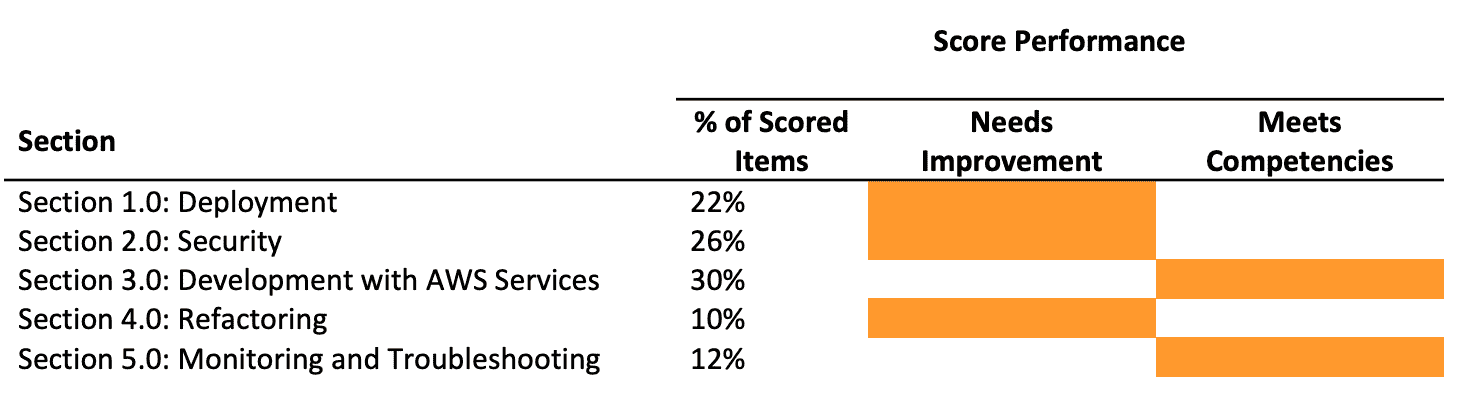 Score Performance
Section % of Scored Items Needs Improvement Meets Competencies
Section 1.0: Deployment 22%
Section 2.0: Security 26%
Section 3.0: Development with AWS Services 30%
Section 4.0: Refactoring 10%
Section 5.0: Monitoring and Troubleshooting 12%